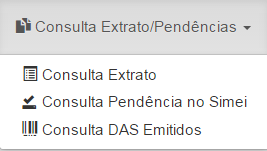 Consulta Extrato/Pendências
Consulta Extrato
Consulta Pendência no Simei
Consulta DAS Emitidos